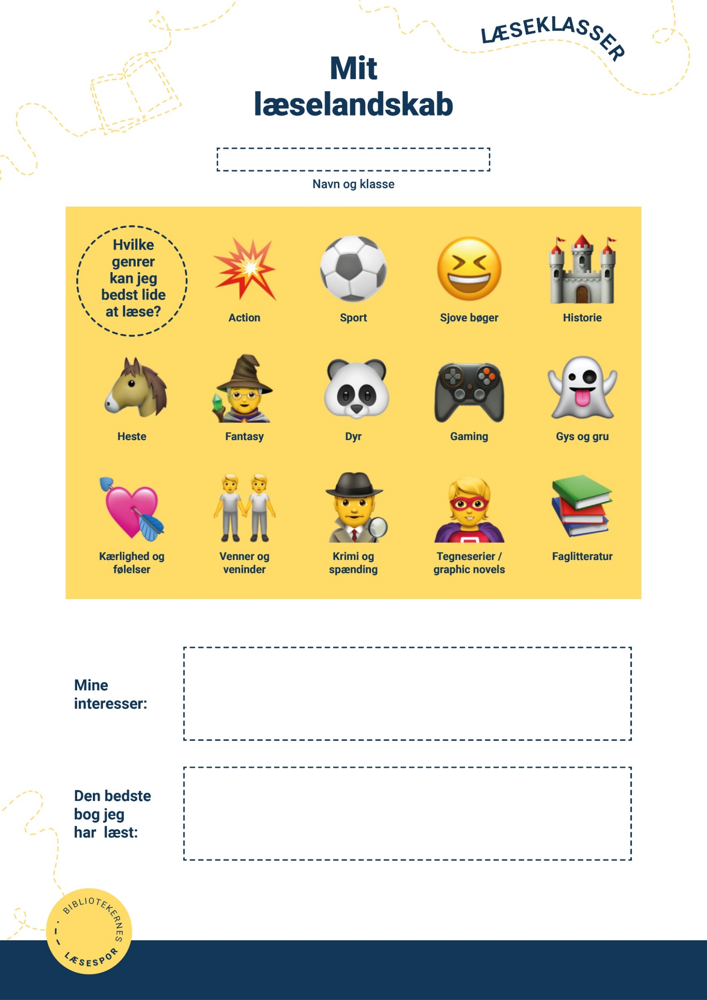 LÆSEKLASSER
Mit
læselandskab
Navn og klasse
Hvilke
genrer
kan jeg
bedst lide
at læse?
Action
Sport
Sjove bøger
Historie
Heste
Fantasy
Dyr
Gaming
Gys og gru
Kærlighed og
følelser
Venner og
veninder
Krimi og
spænding
Tegneserier /
graphic novels
Faglitteratur
Mine
interesser:
Den bedste
bog jeg
har læst:
BIBLIOTEKERNES
LÆSESPOR